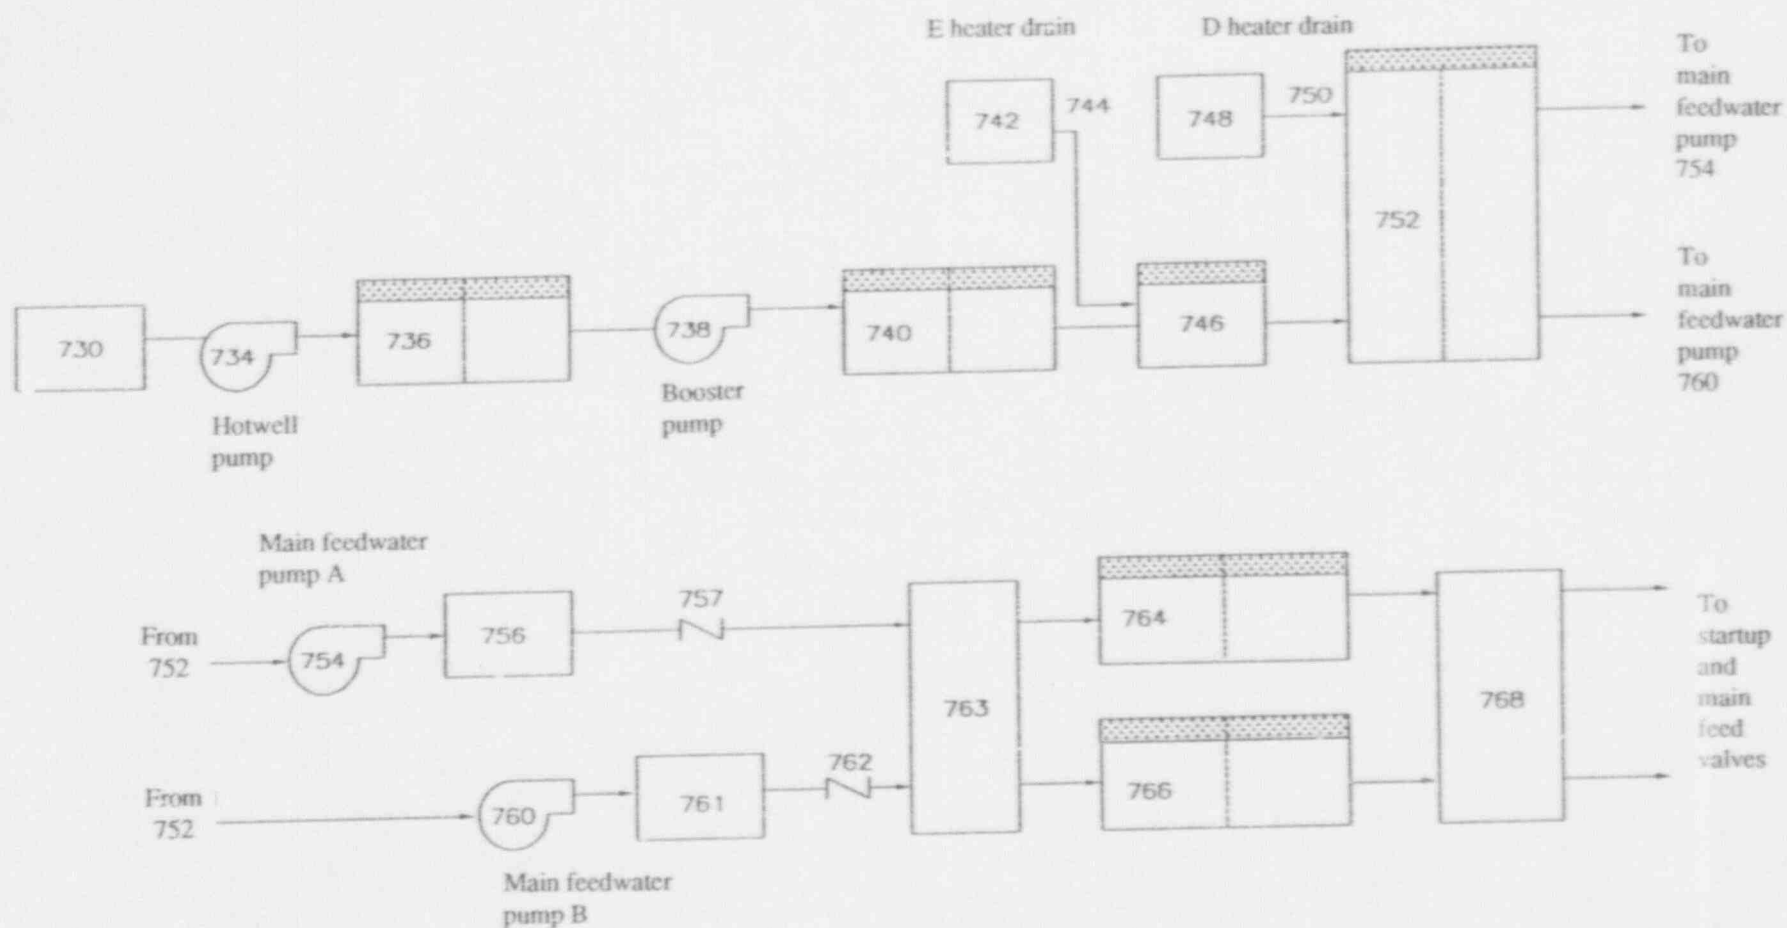 E heater drain
D heater drain
To
main
feedwater
pump
754
742
744
748
750
752
To
main
feedwater
pump
760
730
734
736
738
740
746
Hotwell
pump
Booster
pump
Main feedwater
pump A
From
752
754
756
757
763
764
768
To
startup
and
main
feed
valves
From
752
760
761
762
766
Main feedwater
pump B